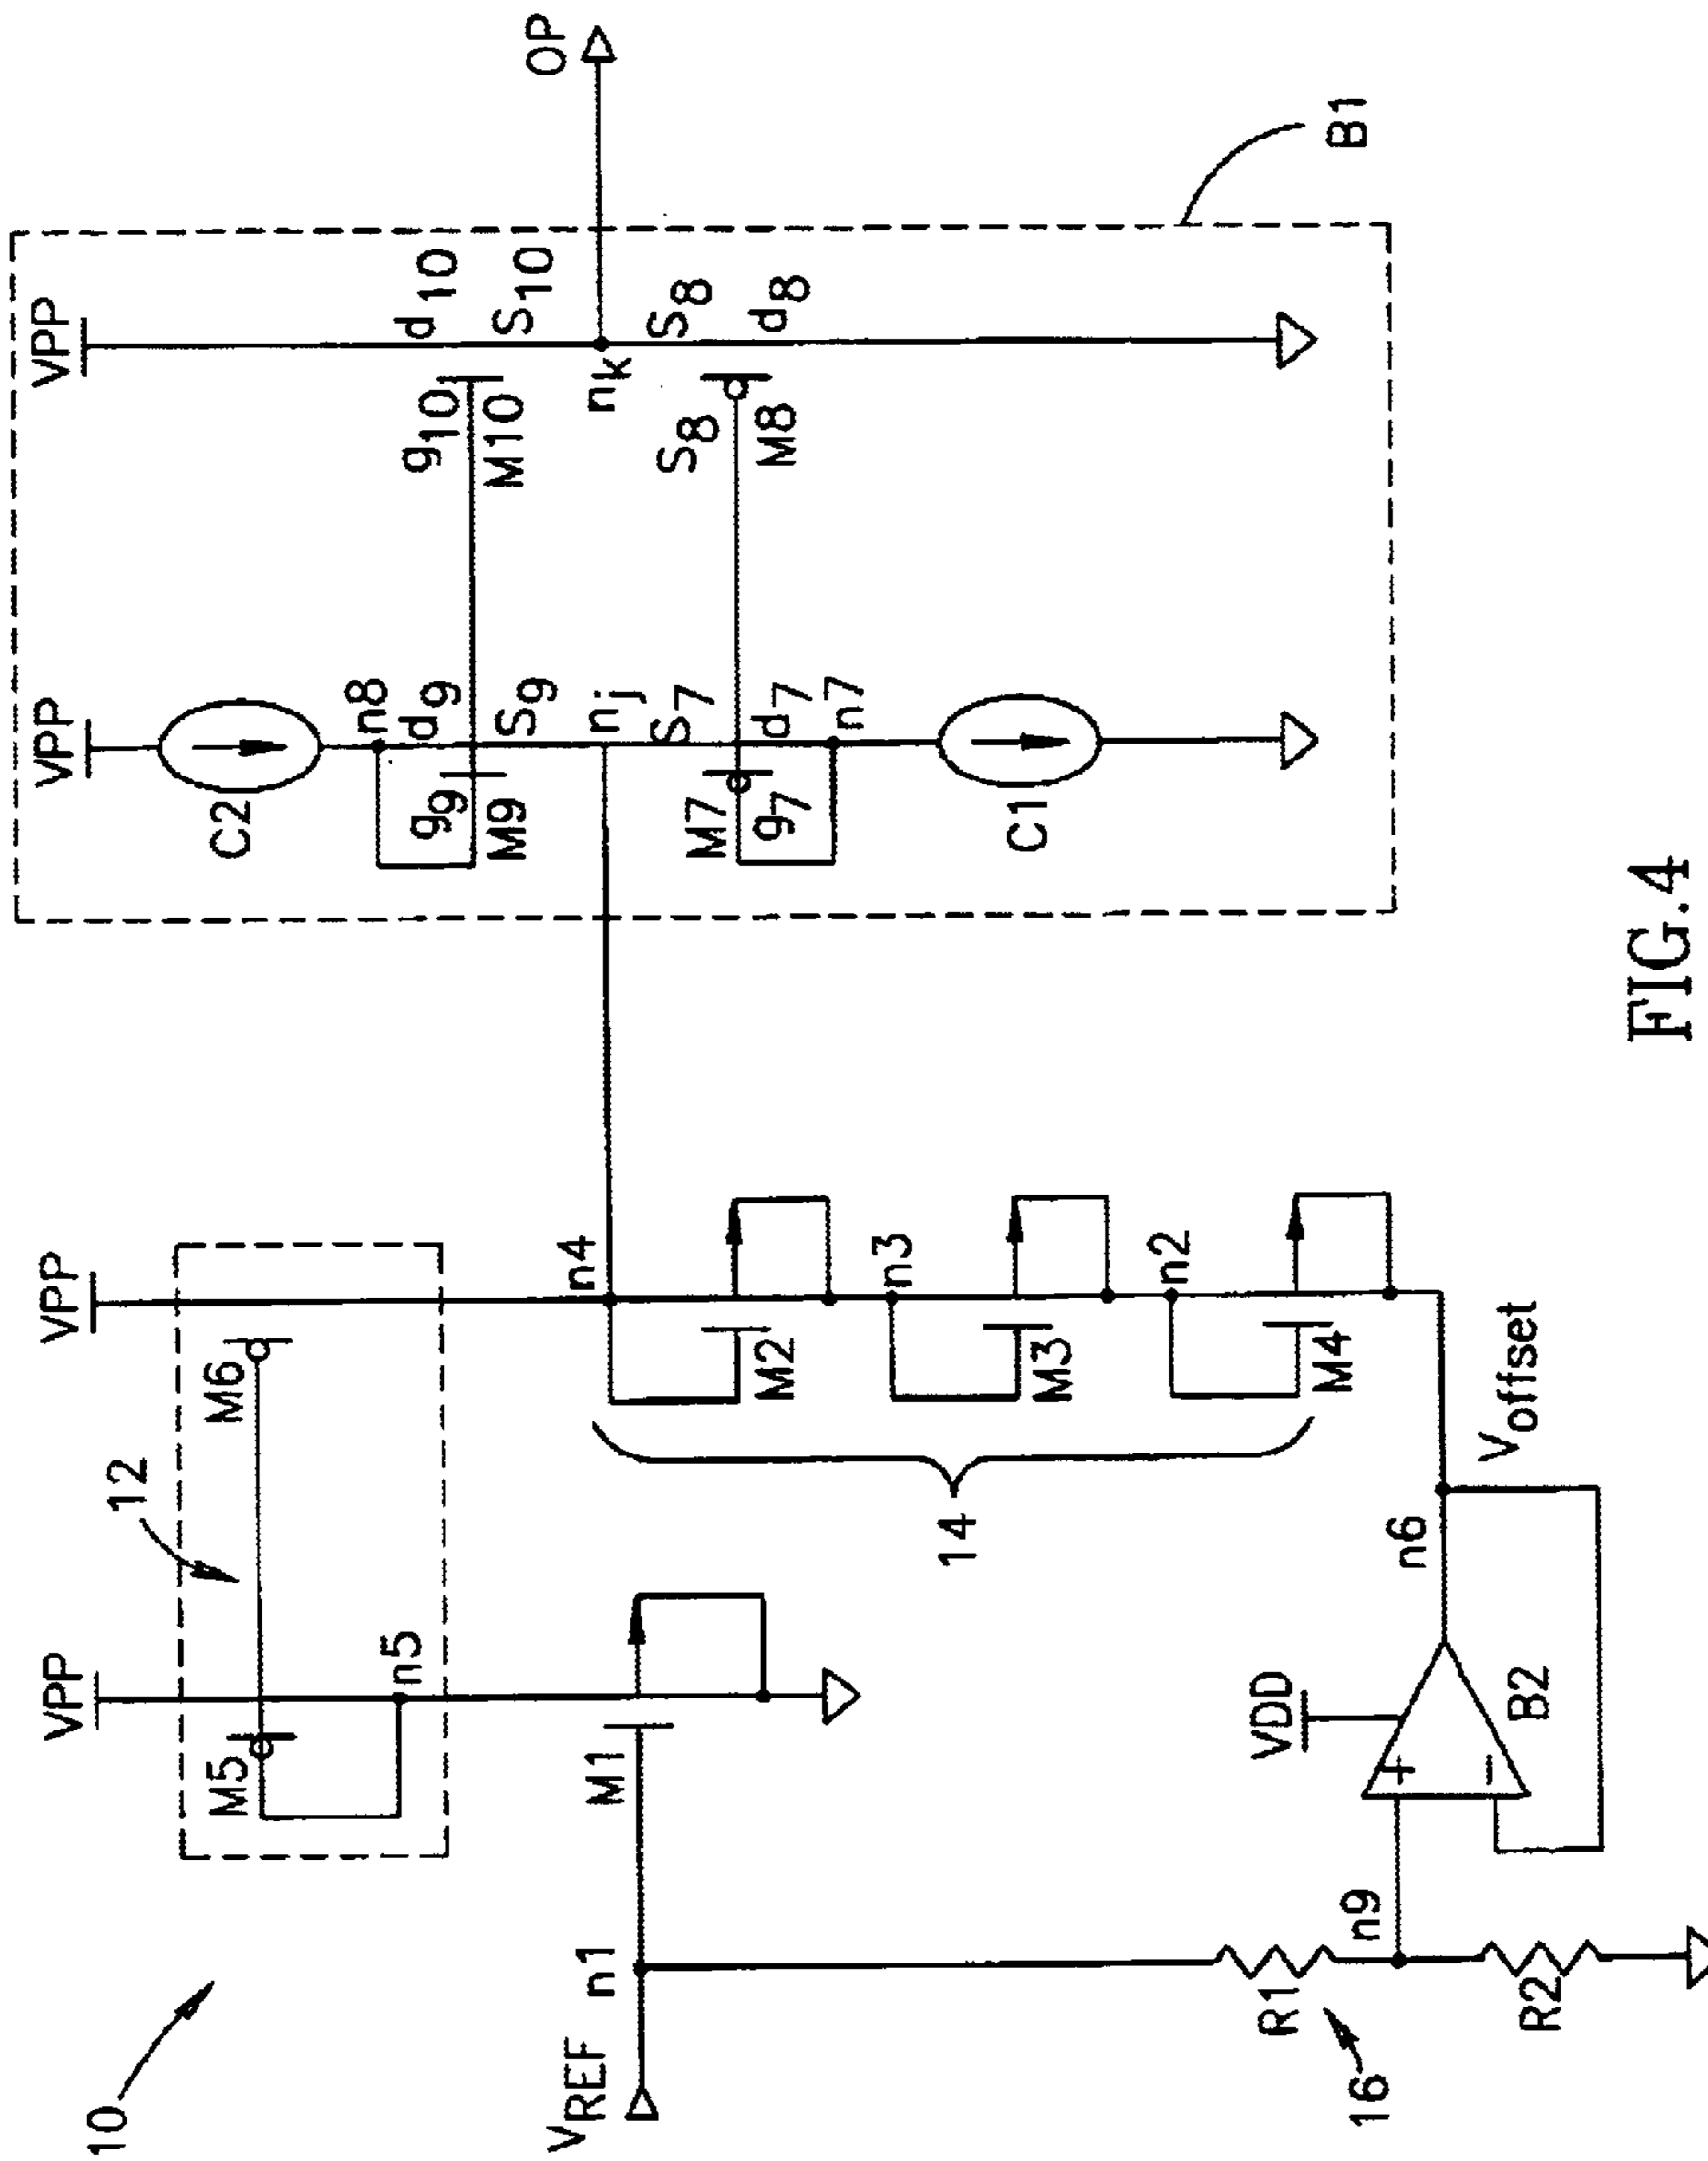 10
12
VPP
VPP
VPP
VPP
M5
M6
n5
C2
n8
d9
g9
M9
S9
g10
M10
d10
S10
OP
VREF
n1
M1
n4
nj
nk
M2
14
n3
M3
n2
M4
S7
M7
g7
d7
n7
S8
S8
M8
d8
C1
R1
16
n9
R2
VDD
+
−
B2
n6
Voffset
B1
FIG.4